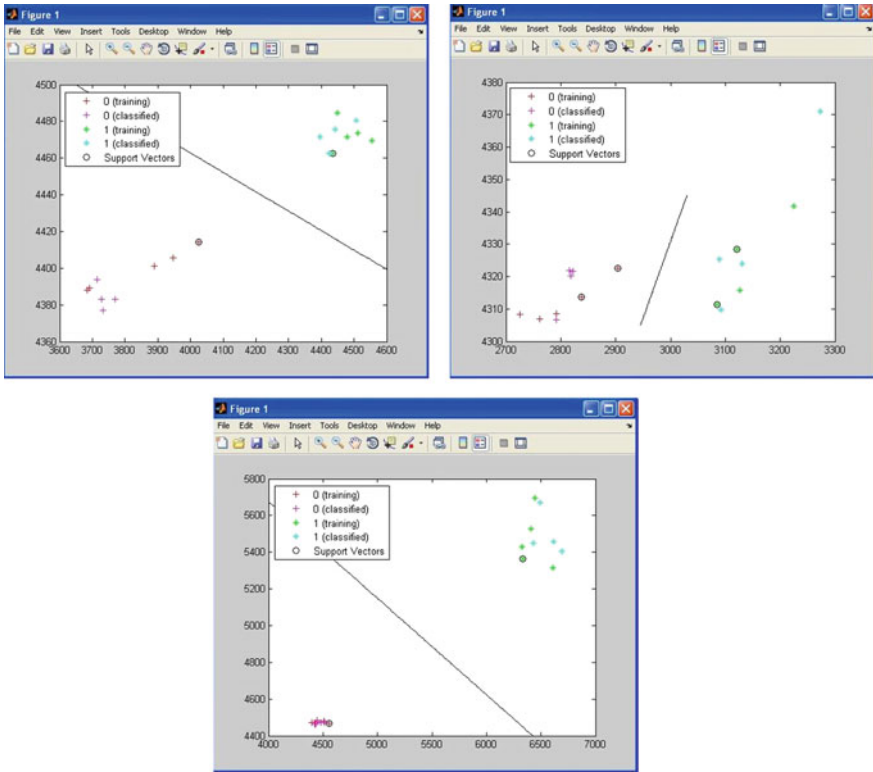 Figure 1
File Edit View Insert Tools Desktop Window Help
4500
4480
4460
4440
4420
4400
4380
4360
0 (training)
0 (classified)
1 (training)
1 (classified)
Support Vectors
3600 3700 3800 3900 4000 4100 4200 4300 4400 4500 4600
Figure 1
File Edit View Insert Tools Desktop Window Help
4380
4370
4360
4350
4340
4330
4320
4310
4300
0 (training)
0 (classified)
1 (training)
1 (classified)
Support Vectors
2700 2800 2900 3000 3100 3200 3300
Figure 1
File Edit View Insert Tools Desktop Window Help
5800
5600
5400
5200
5000
4800
4600
4400
0 (training)
0 (classified)
1 (training)
1 (classified)
Support Vectors
4000 4500 5000 5500 6000 6500 7000